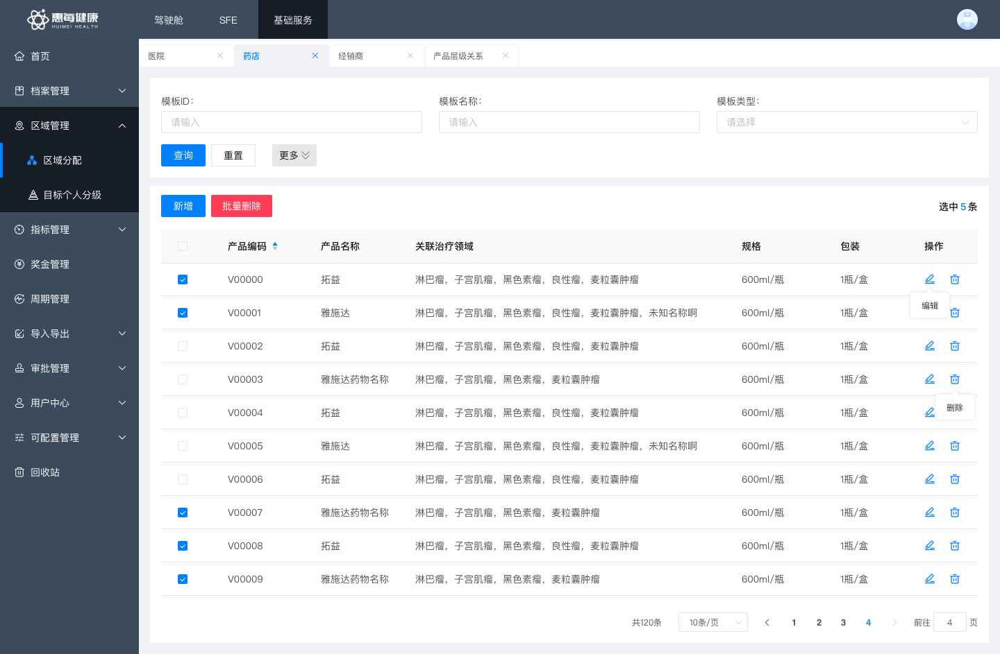 惠每健康
HUIMEI HEALTH
驾驶舱 SFE 基础服务
首页
档案管理
区域管理
区域分配
目标个人分级
指标管理
奖金管理
周期管理
导入导出
审批管理
用户中心
可配置管理
回收站
医院 药店 经销商 产品层级关系
模板ID： 模板名称： 模板类型：
请输入 请输入 请选择
查询 重置 更多
新增 批量删除 选中 5 条
产品编码 产品名称 关联治疗领域 规格 包装 操作
V00000 拓益 淋巴瘤，子宫肌瘤，黑色素瘤，良性瘤，麦粒囊肿瘤 600ml/瓶 1瓶/盒
编辑
V00001 雅施达 淋巴瘤，子宫肌瘤，黑色素瘤，良性瘤，麦粒囊肿瘤，未知名称啊 600ml/瓶 1瓶/盒
V00002 拓益 淋巴瘤，子宫肌瘤，黑色素瘤，良性瘤，麦粒囊肿瘤 600ml/瓶 1瓶/盒
V00003 雅施达药物名称 淋巴瘤，子宫肌瘤，黑色素瘤，麦粒囊肿瘤 600ml/瓶 1瓶/盒
删除
V00004 拓益 淋巴瘤，子宫肌瘤，黑色素瘤，良性瘤，麦粒囊肿瘤 600ml/瓶 1瓶/盒
V00005 雅施达 淋巴瘤，子宫肌瘤，黑色素瘤，良性瘤，麦粒囊肿瘤，未知名称啊 600ml/瓶 1瓶/盒
V00006 拓益 淋巴瘤，子宫肌瘤，黑色素瘤，良性瘤，麦粒囊肿瘤 600ml/瓶 1瓶/盒
V00007 雅施达药物名称 淋巴瘤，子宫肌瘤，黑色素瘤，麦粒囊肿瘤 600ml/瓶 1瓶/盒
V00008 拓益 淋巴瘤，子宫肌瘤，黑色素瘤，良性瘤，麦粒囊肿瘤 600ml/瓶 1瓶/盒
V00009 雅施达药物名称 淋巴瘤，子宫肌瘤，黑色素瘤，麦粒囊肿瘤 600ml/瓶 1瓶/盒
共120条 10条/页 1 2 3 4 前往 4 页